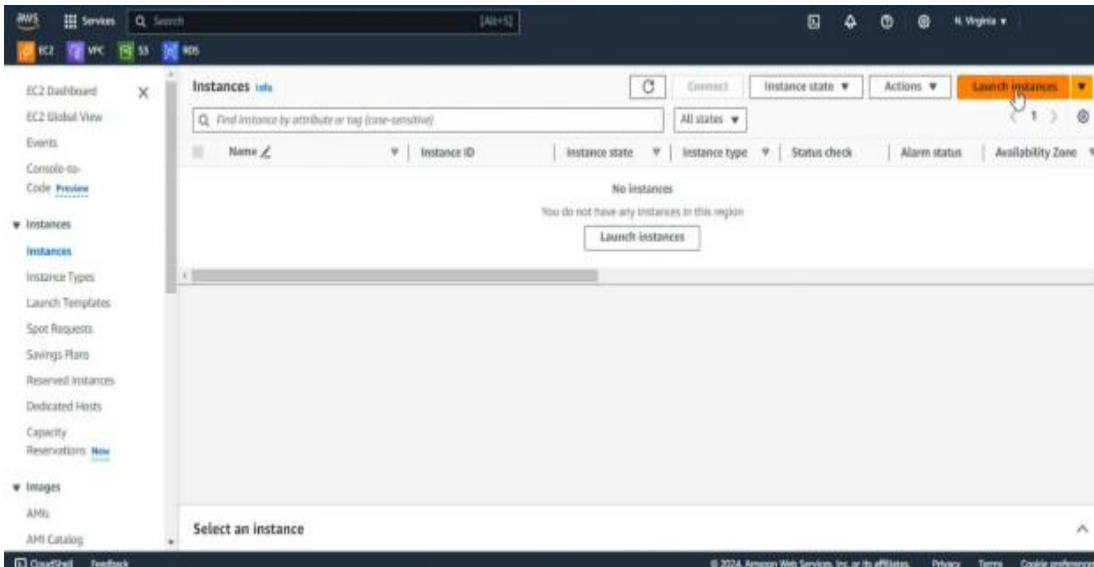 aws Services Search [Alt+S] N. Virginia
EC2 VPC S3 RDS
EC2 Dashboard
EC2 Global View
Events
Console-to-
Code Preview
Instances
Instances
Instance Types
Launch Templates
Spot Requests
Savings Plans
Reserved Instances
Dedicated Hosts
Capacity
Reservations New
Images
AMIs
AMI Catalog
Instances Info
Connect Instance state Actions Launch instances
Find Instance by attribute or tag (case-sensitive) All states 1
Name Instance ID Instance state Instance type Status check Alarm status Availability Zone
No instances
You do not have any instances in this region
Launch instances
Select an instance
CloudShell Feedback © 2024, Amazon Web Services, Inc. or its affiliates. Privacy Terms Cookie preferences